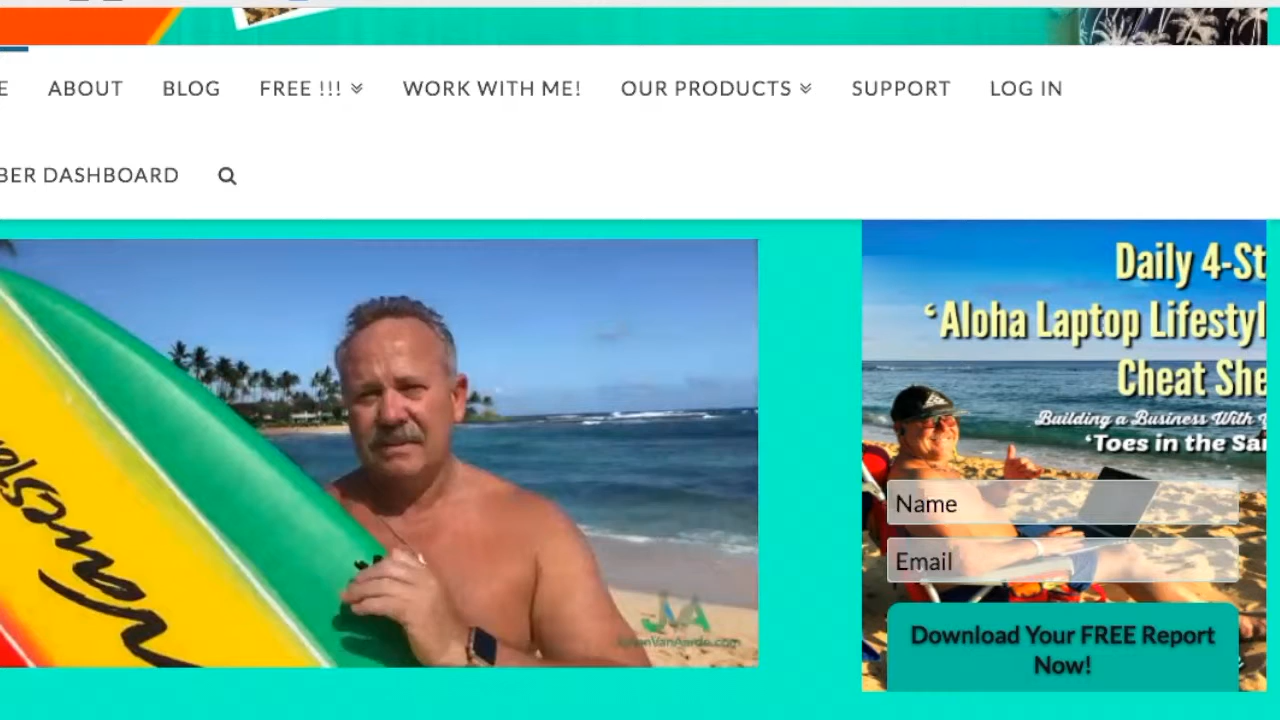 E ABOUT BLOG FREE !!! WORK WITH ME! OUR PRODUCTS SUPPORT LOG IN
BER DASHBOARD
Daily 4-St
‘Aloha Laptop Lifestyl
Cheat She
Building a Business With
‘Toes in the Sa
Name
Email
Download Your FREE Report
Now!
JVA